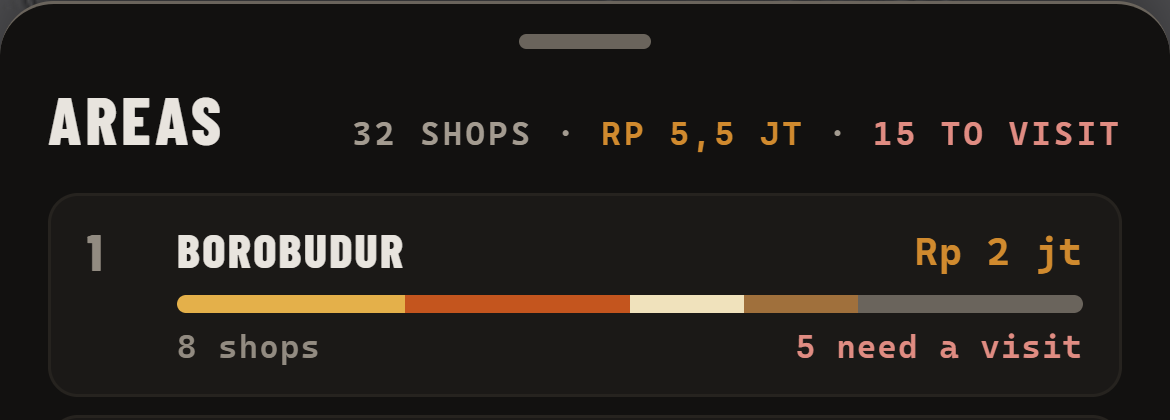 AREAS
32 SHOPS · RP 5,5 JT · 15 TO VISIT
1 BOROBUDUR Rp 2 jt
8 shops 5 need a visit